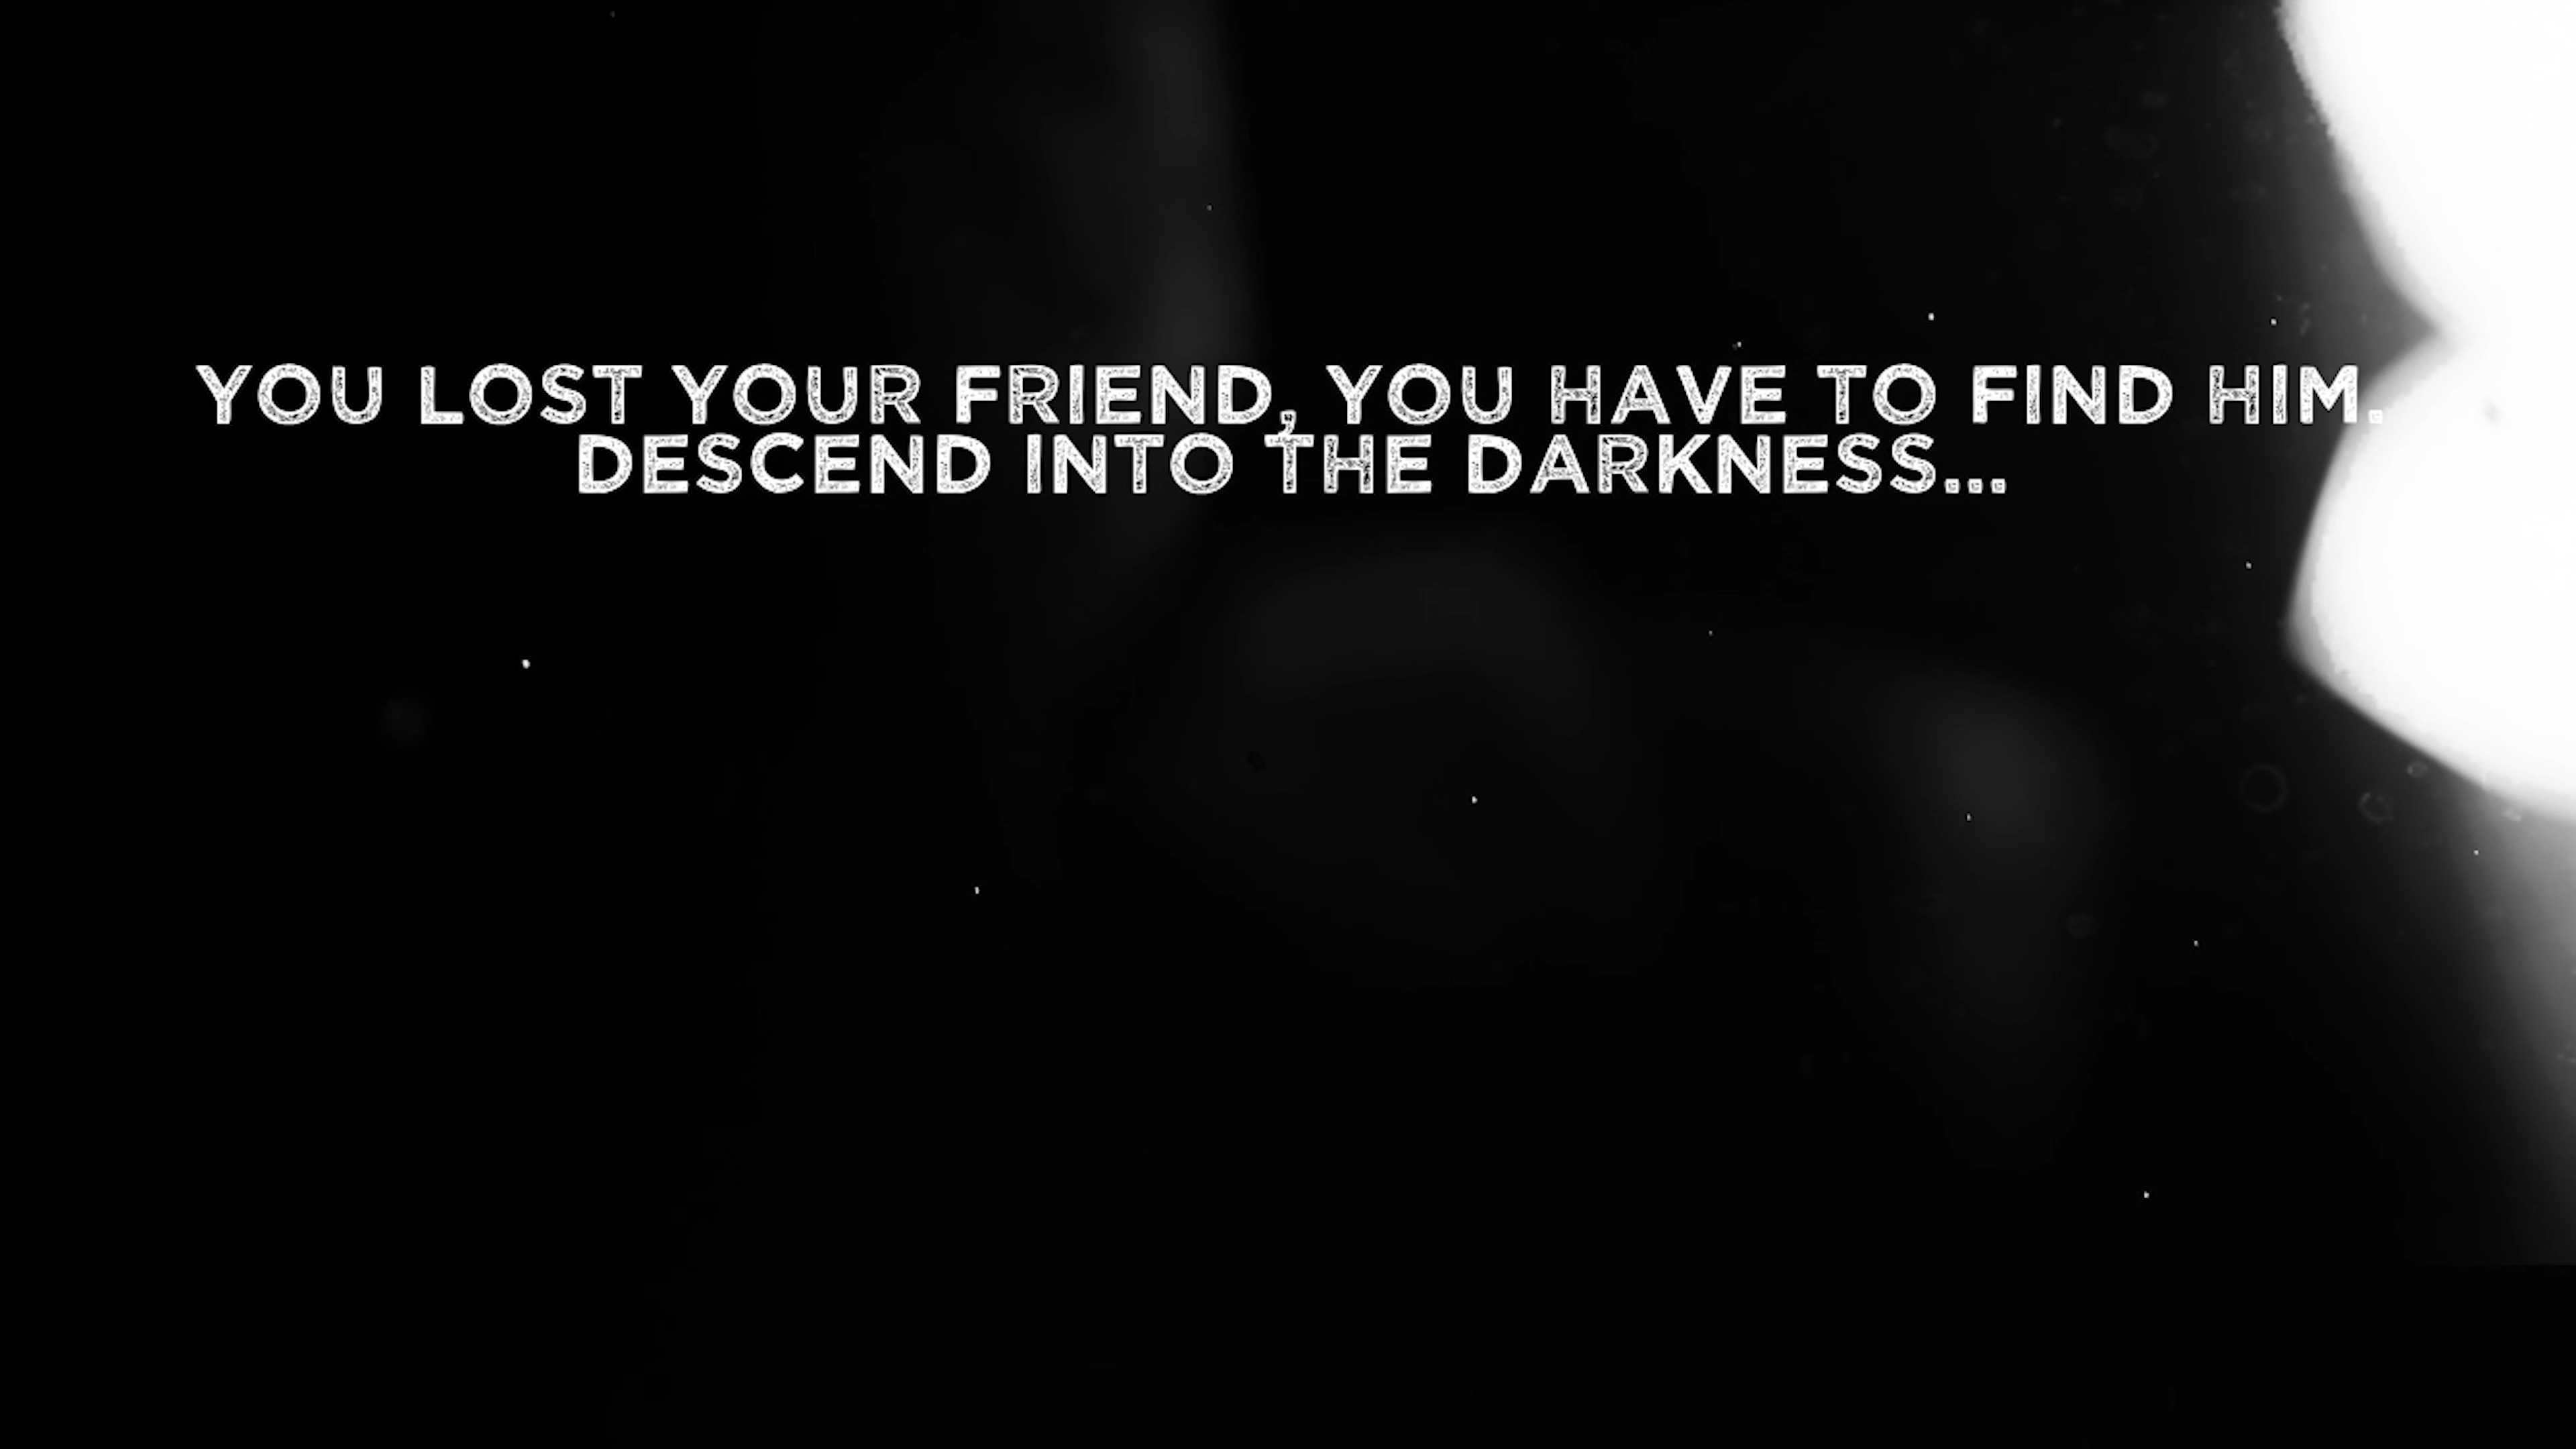 YOU LOST YOUR FRIEND, YOU HAVE TO FIND HIM.
DESCEND INTO THE DARKNESS...